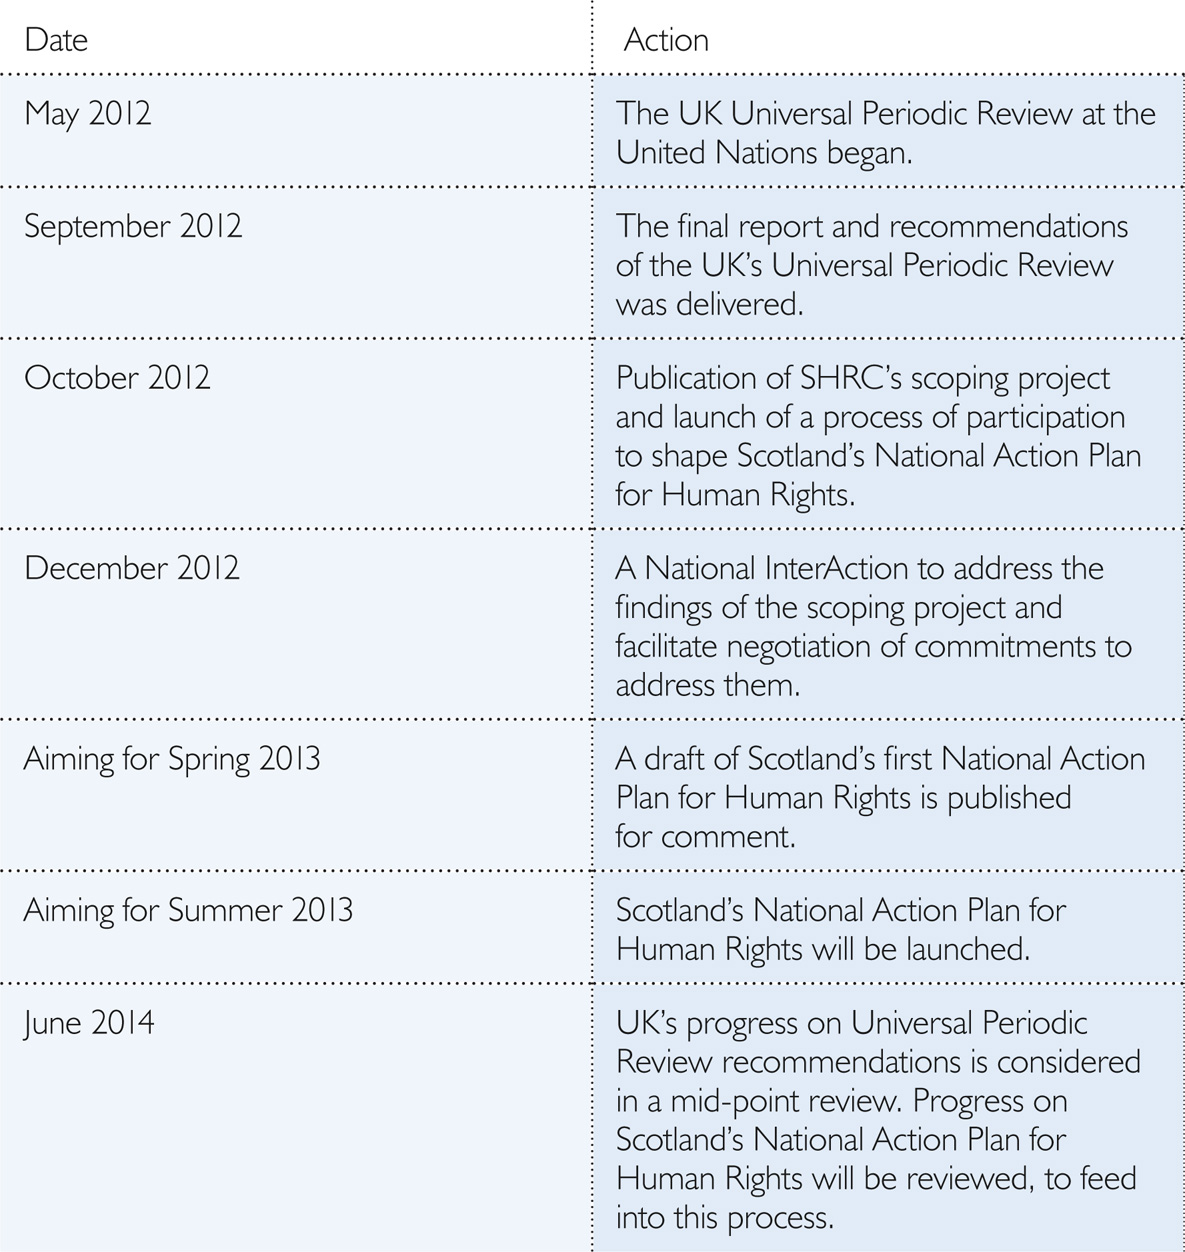 Date
Action
May 2012
The UK Universal Periodic Review at the
United Nations began.
September 2012
The final report and recommendations
of the UK’s Universal Periodic Review
was delivered.
October 2012
Publication of SHRC’s scoping project
and launch of a process of participation
to shape Scotland’s National Action Plan
for Human Rights.
December 2012
A National InterAction to address the
findings of the scoping project and
facilitate negotiation of commitments to
address them.
Aiming for Spring 2013
A draft of Scotland’s first National Action
Plan for Human Rights is published
for comment.
Aiming for Summer 2013
Scotland’s National Action Plan for
Human Rights will be launched.
June 2014
UK’s progress on Universal Periodic
Review recommendations is considered
in a mid-point review. Progress on
Scotland’s National Action Plan for
Human Rights will be reviewed, to feed
into this process.